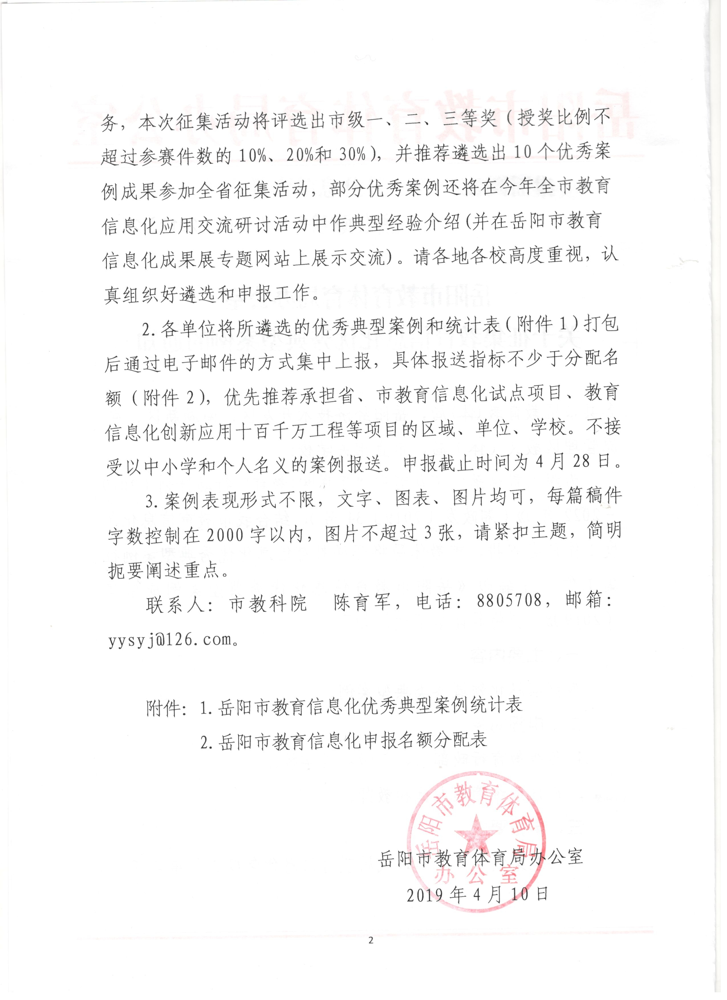 务，本次征集活动将评选出市级一、二、三等奖（授奖比例不
超过参赛件数的 10%、20%和 30%），并推荐遴选出 10 个优秀案
例成果参加全省征集活动，部分优秀案例还将在今年全市教育
信息化应用交流研讨活动中作典型经验介绍(并在岳阳市教育
信息化成果展专题网站上展示交流)。请各地各校高度重视，认
真组织好遴选和申报工作。
2.各单位将所遴选的优秀典型案例和统计表(附件 1)打包
后通过电子邮件的方式集中上报，具体报送指标不少于分配名
额（附件 2），优先推荐承担省、市教育信息化试点项目、教育
信息化创新应用十百千万工程等项目的区域、单位、学校。不接
受以中小学和个人名义的案例报送。申报截止时间为 4 月 28 日。
3.案例表现形式不限，文字、图表、图片均可，每篇稿件
字数控制在 2000 字以内，图片不超过 3 张，请紧扣主题，简明
扼要阐述重点。
联系人：市教科院 陈育军，电话：8805708，邮箱：
yysyj@126.com。
附件：1.岳阳市教育信息化优秀典型案例统计表
2.岳阳市教育信息化申报名额分配表
岳阳市教育体育局
岳阳市教育体育局办公室
办公室
2019 年 4 月 10 日
2